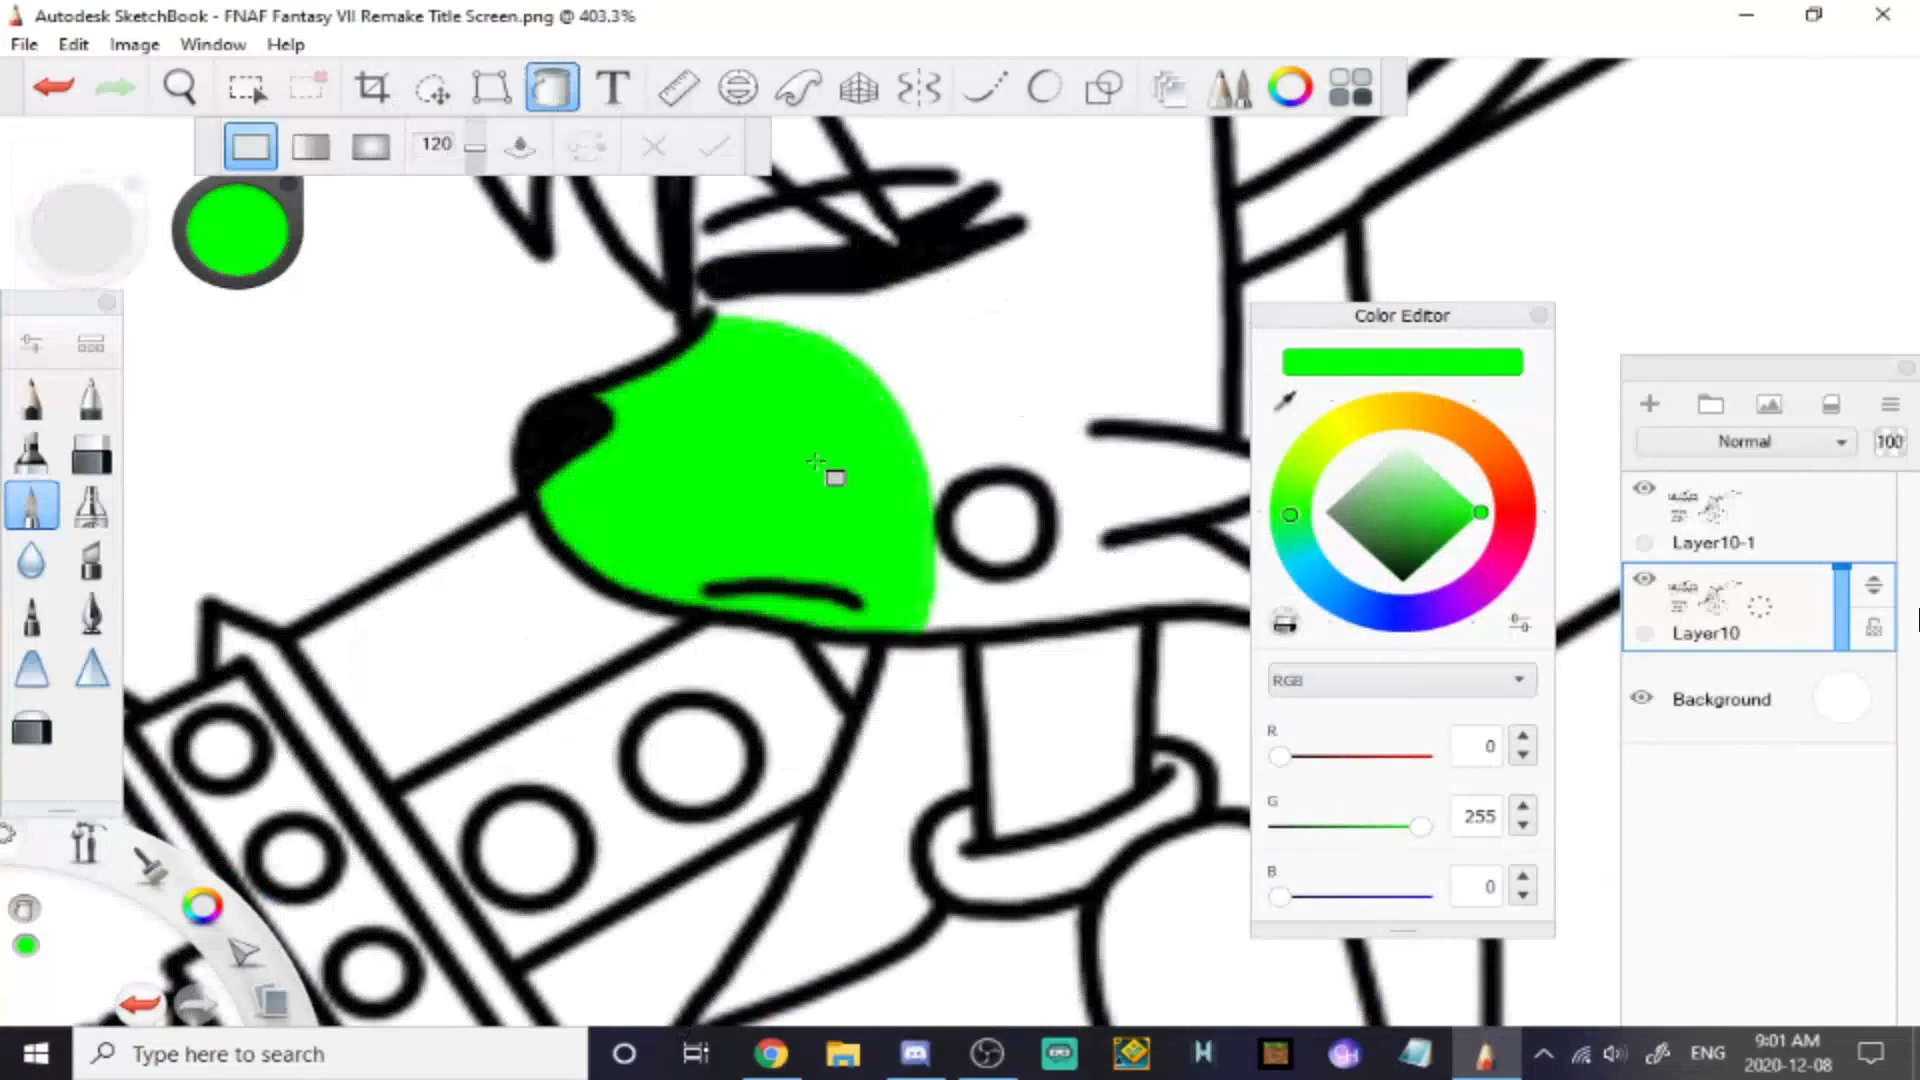 Autodesk SketchBook - FNAF Fantasy VII Remake Title Screen.png @ 403.3%
File Edit Image Window Help
T
120
Color Editor
RGB
R
0
G
255
B
0
Normal
100
Layer10-1
Layer10
Background
Type here to search
ENG
9:01 AM
2020-12-08